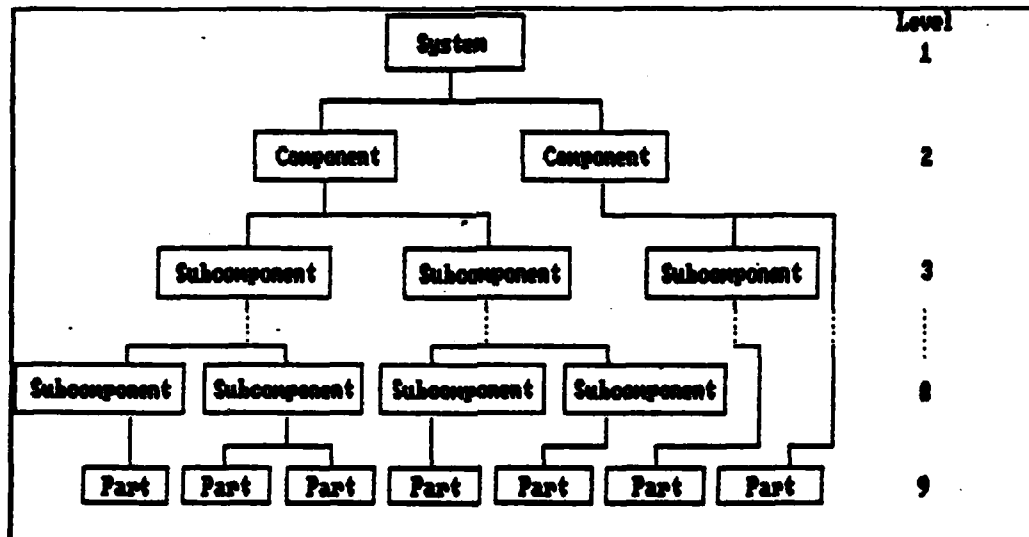 Level
System 1
Component Component 2
Subcomponent Subcomponent Subcomponent 3
Subcomponent Subcomponent Subcomponent Subcomponent 8
Part Part Part Part Part Part Part 9